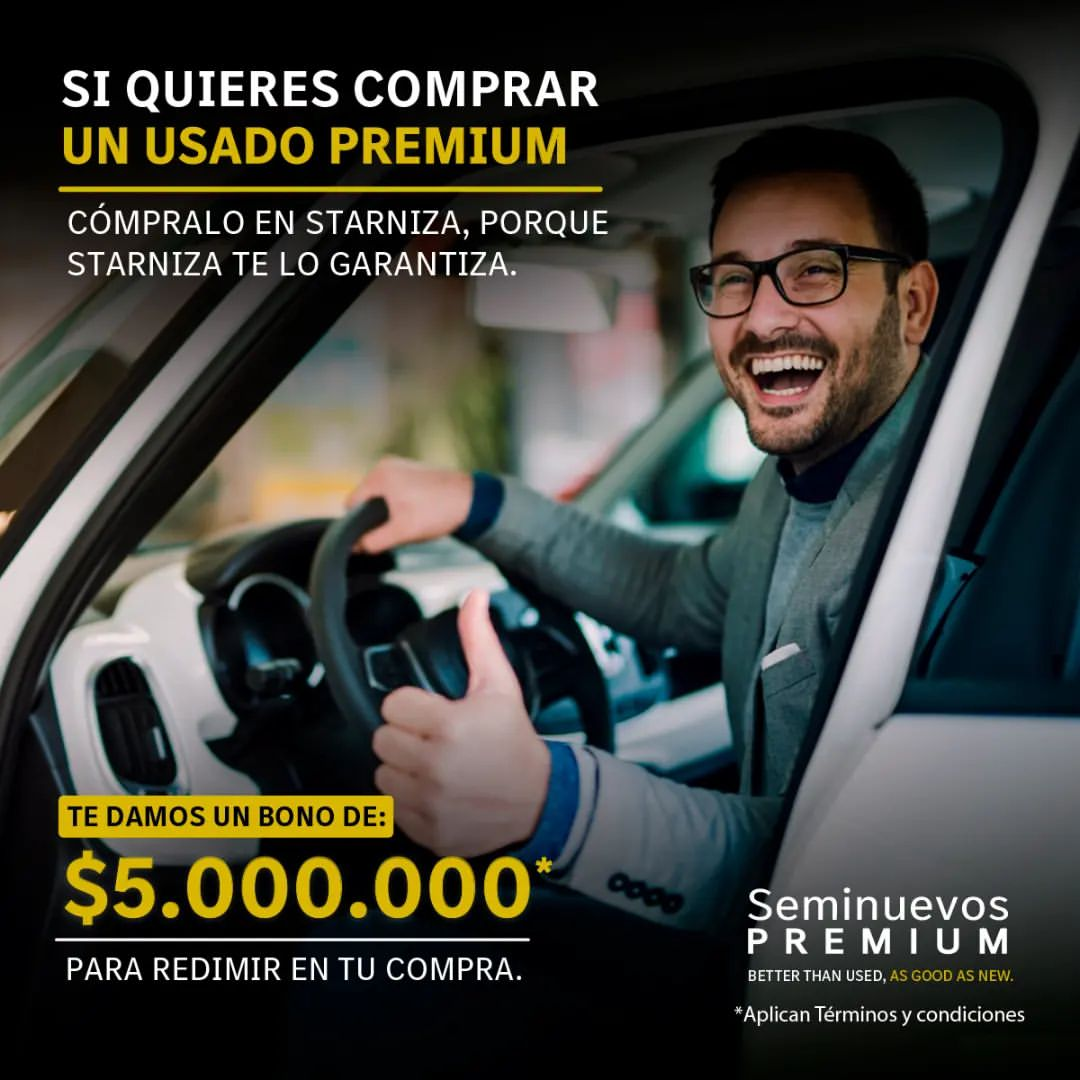 SI QUIERES COMPRAR
UN USADO PREMIUM
CÓMPRALO EN STARNIZA, PORQUE
STARNIZA TE LO GARANTIZA.
TE DAMOS UN BONO DE:
$5.000.000*
PARA REDIMIR EN TU COMPRA.
Seminuevos
PREMIUM
BETTER THAN USED, AS GOOD AS NEW.
*Aplican Términos y condiciones